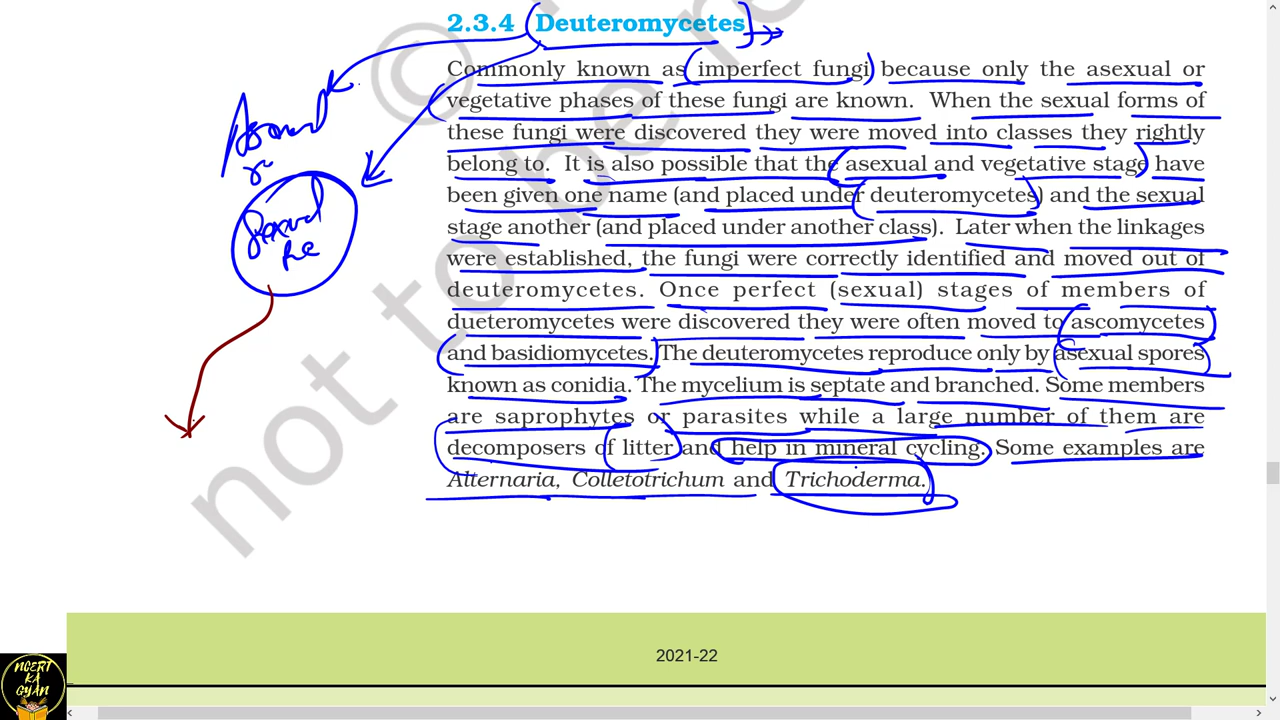 2.3.4 Deuteromycetes
Commonly known as imperfect fungi because only the asexual or
vegetative phases of these fungi are known. When the sexual forms of
these fungi were discovered they were moved into classes they rightly
belong to. It is also possible that the asexual and vegetative stage have
been given one name (and placed under deuteromycetes) and the sexual
stage another (and placed under another class). Later when the linkages
were established, the fungi were correctly identified and moved out of
deuteromycetes. Once perfect (sexual) stages of members of
dueteromycetes were discovered they were often moved to ascomycetes
and basidiomycetes. The deuteromycetes reproduce only by asexual spores
known as conidia. The mycelium is septate and branched. Some members
are saprophytes or parasites while a large number of them are
decomposers of litter and help in mineral cycling. Some examples are
Alternaria, Colletotrichum and Trichoderma.
© not to be re
2021-22
NCERT
KA
GYAN